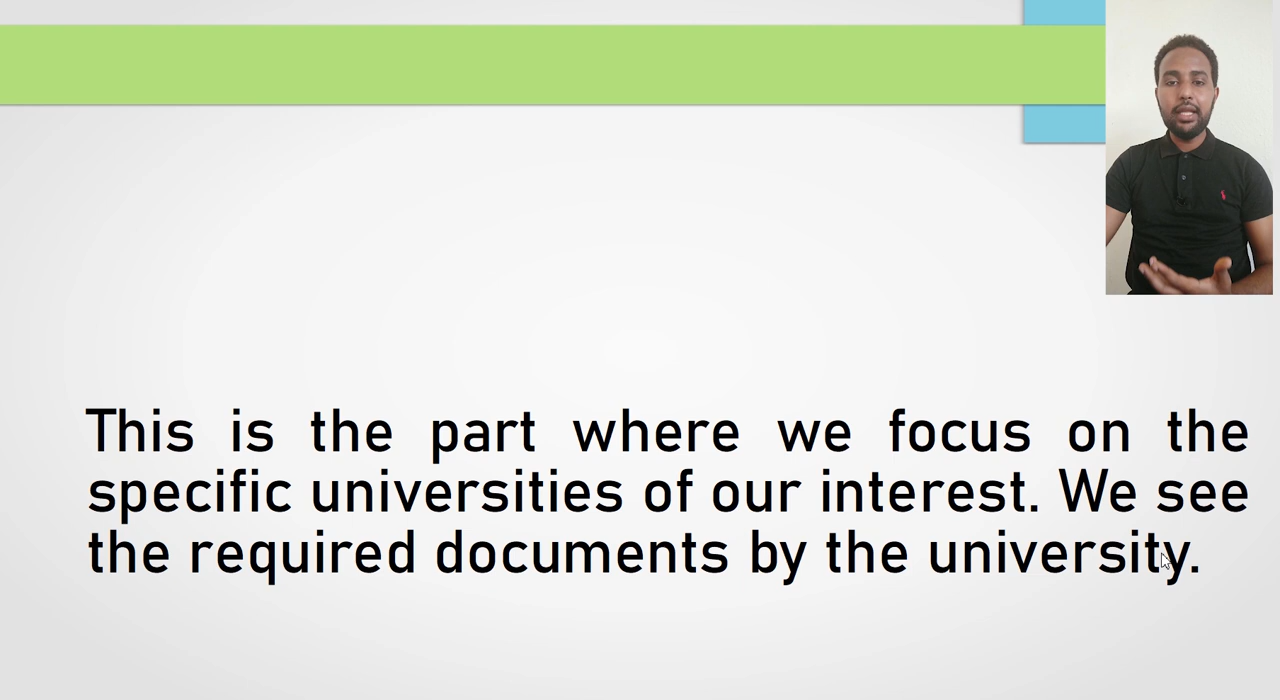 This is the part where we focus on the
specific universities of our interest. We see
the required documents by the university.